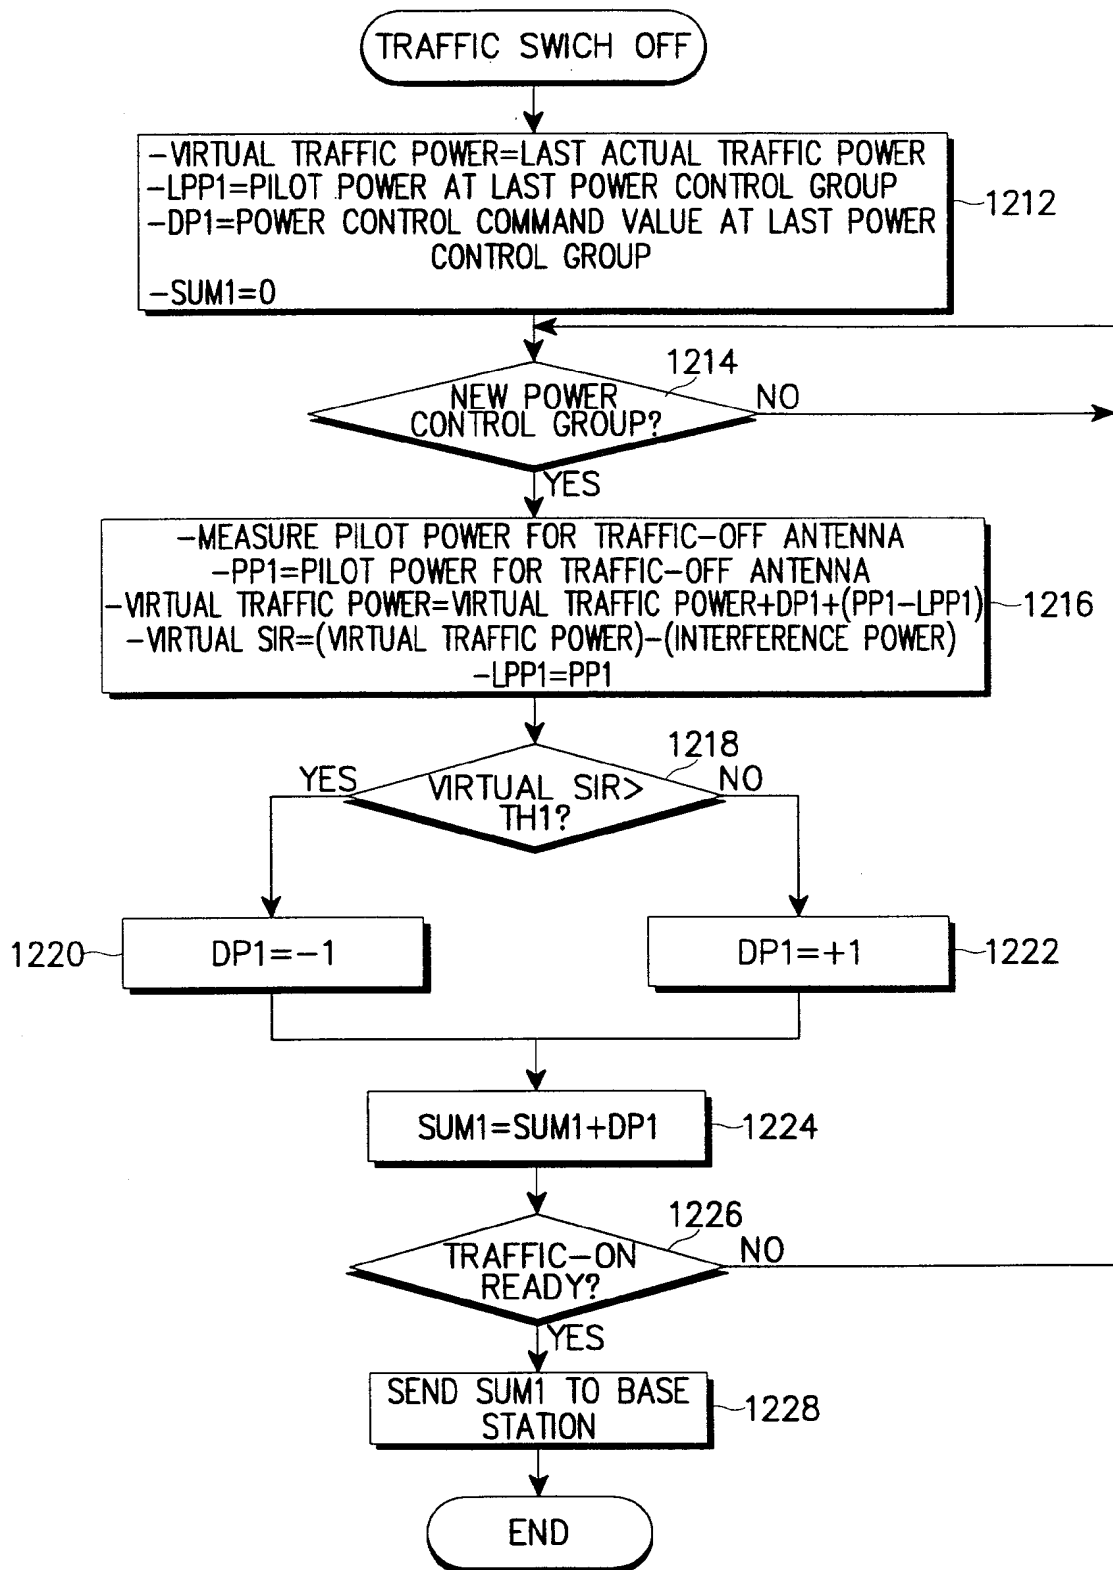 TRAFFIC SWICH OFF
-VIRTUAL TRAFFIC POWER=LAST ACTUAL TRAFFIC POWER
-LPP1=PILOT POWER AT LAST POWER CONTROL GROUP
-DP1=POWER CONTROL COMMAND VALUE AT LAST POWER
CONTROL GROUP
-SUM1=0
1212
1214
NEW POWER
CONTROL GROUP?
NO
YES
-MEASURE PILOT POWER FOR TRAFFIC-OFF ANTENNA
-PP1=PILOT POWER FOR TRAFFIC-OFF ANTENNA
-VIRTUAL TRAFFIC POWER=VIRTUAL TRAFFIC POWER+DP1+(PP1-LPP1)
-VIRTUAL SIR=(VIRTUAL TRAFFIC POWER)-(INTERFERENCE POWER)
-LPP1=PP1
1216
1218
YES
VIRTUAL SIR>
TH1?
NO
1220
DP1=-1
DP1=+1
1222
SUM1=SUM1+DP1
1224
1226
TRAFFIC-ON
READY?
NO
YES
SEND SUM1 TO BASE
STATION
1228
END